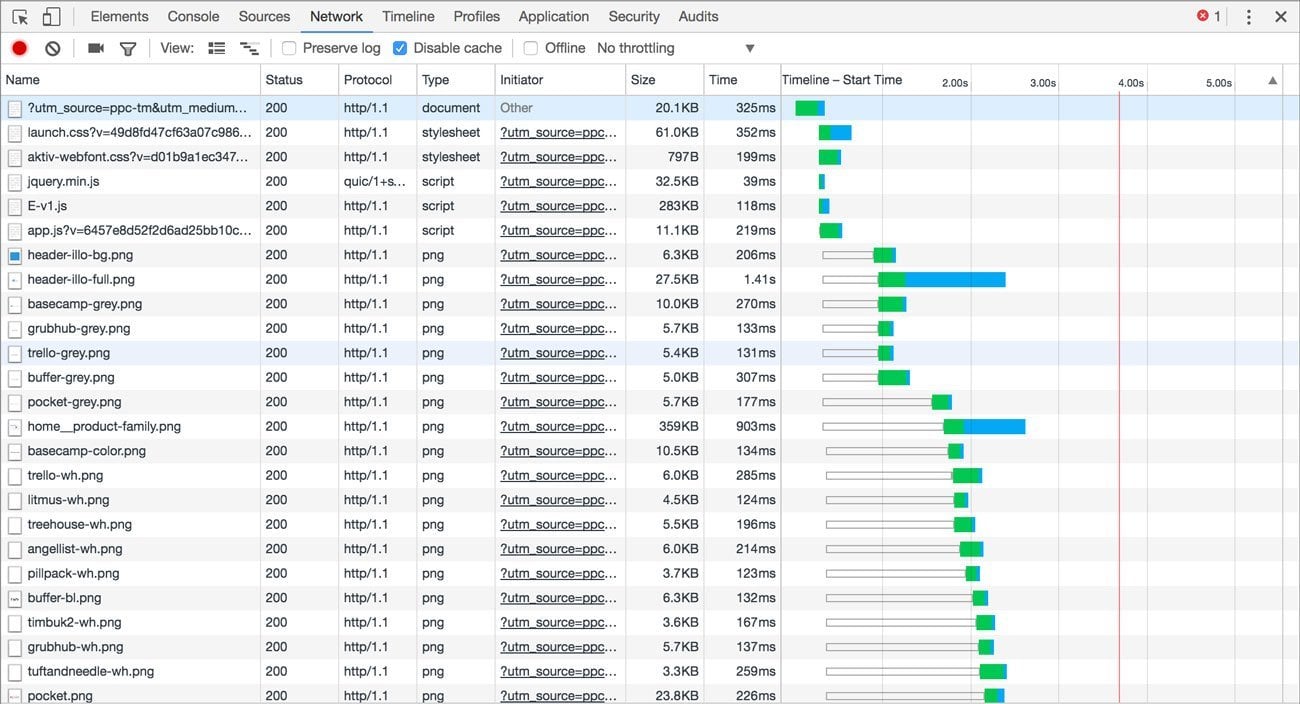 Elements Console Sources Network Timeline Profiles Application Security Audits 1
View: Preserve log Disable cache Offline No throttling
Name Status Protocol Type Initiator Size Time Timeline – Start Time 2.00s 3.00s 4.00s 5.00s
?utm_source=ppc-tm&utm_medium... 200 http/1.1 document Other 20.1KB 325ms
launch.css?v=49d8fd47cf63a07c986... 200 http/1.1 stylesheet ?utm_source=ppc... 61.0KB 352ms
aktiv-webfont.css?v=d01b9a1ec347... 200 http/1.1 stylesheet ?utm_source=ppc... 797B 199ms
jquery.min.js 200 quic/1+s... script ?utm_source=ppc... 32.5KB 39ms
E-v1.js 200 http/1.1 script ?utm_source=ppc... 283KB 118ms
app.js?v=6457e8d52f2d6ad25bb10c... 200 http/1.1 script ?utm_source=ppc... 11.1KB 219ms
header-illo-bg.png 200 http/1.1 png ?utm_source=ppc... 6.3KB 206ms
header-illo-full.png 200 http/1.1 png ?utm_source=ppc... 27.5KB 1.41s
basecamp-grey.png 200 http/1.1 png ?utm_source=ppc... 10.0KB 270ms
grubhub-grey.png 200 http/1.1 png ?utm_source=ppc... 5.7KB 133ms
trello-grey.png 200 http/1.1 png ?utm_source=ppc... 5.4KB 131ms
buffer-grey.png 200 http/1.1 png ?utm_source=ppc... 5.0KB 307ms
pocket-grey.png 200 http/1.1 png ?utm_source=ppc... 5.7KB 177ms
home__product-family.png 200 http/1.1 png ?utm_source=ppc... 359KB 903ms
basecamp-color.png 200 http/1.1 png ?utm_source=ppc... 10.5KB 134ms
trello-wh.png 200 http/1.1 png ?utm_source=ppc... 6.0KB 285ms
litmus-wh.png 200 http/1.1 png ?utm_source=ppc... 4.5KB 124ms
treehouse-wh.png 200 http/1.1 png ?utm_source=ppc... 5.5KB 196ms
angellist-wh.png 200 http/1.1 png ?utm_source=ppc... 6.0KB 214ms
pillpack-wh.png 200 http/1.1 png ?utm_source=ppc... 3.7KB 123ms
buffer-bl.png 200 http/1.1 png ?utm_source=ppc... 6.3KB 132ms
timbuk2-wh.png 200 http/1.1 png ?utm_source=ppc... 3.6KB 167ms
grubhub-wh.png 200 http/1.1 png ?utm_source=ppc... 5.7KB 137ms
tuftandneedle-wh.png 200 http/1.1 png ?utm_source=ppc... 3.3KB 259ms
pocket.png 200 http/1.1 png ?utm_source=ppc... 23.8KB 226ms